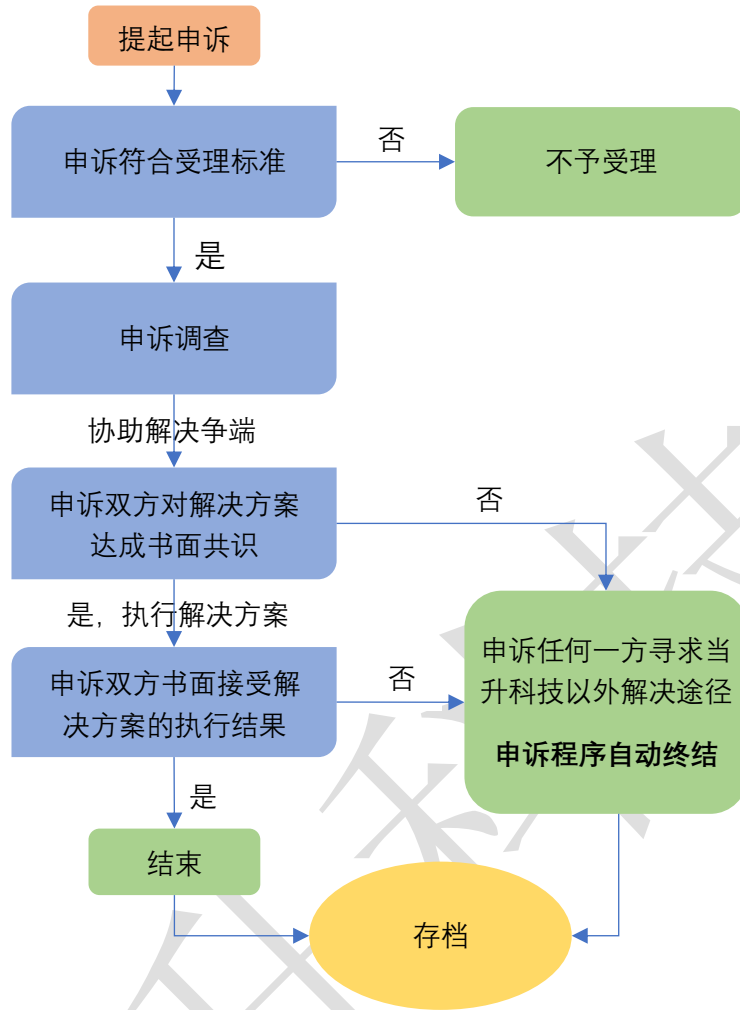 提起申诉
申诉符合受理标准
否
不予受理
是
申诉调查
协助解决争端
申诉双方对解决方案
达成书面共识
否
是，执行解决方案
申诉双方书面接受解
决方案的执行结果
否
申诉任何一方寻求当
升科技以外解决途径
申诉程序自动终结
是
结束
存档